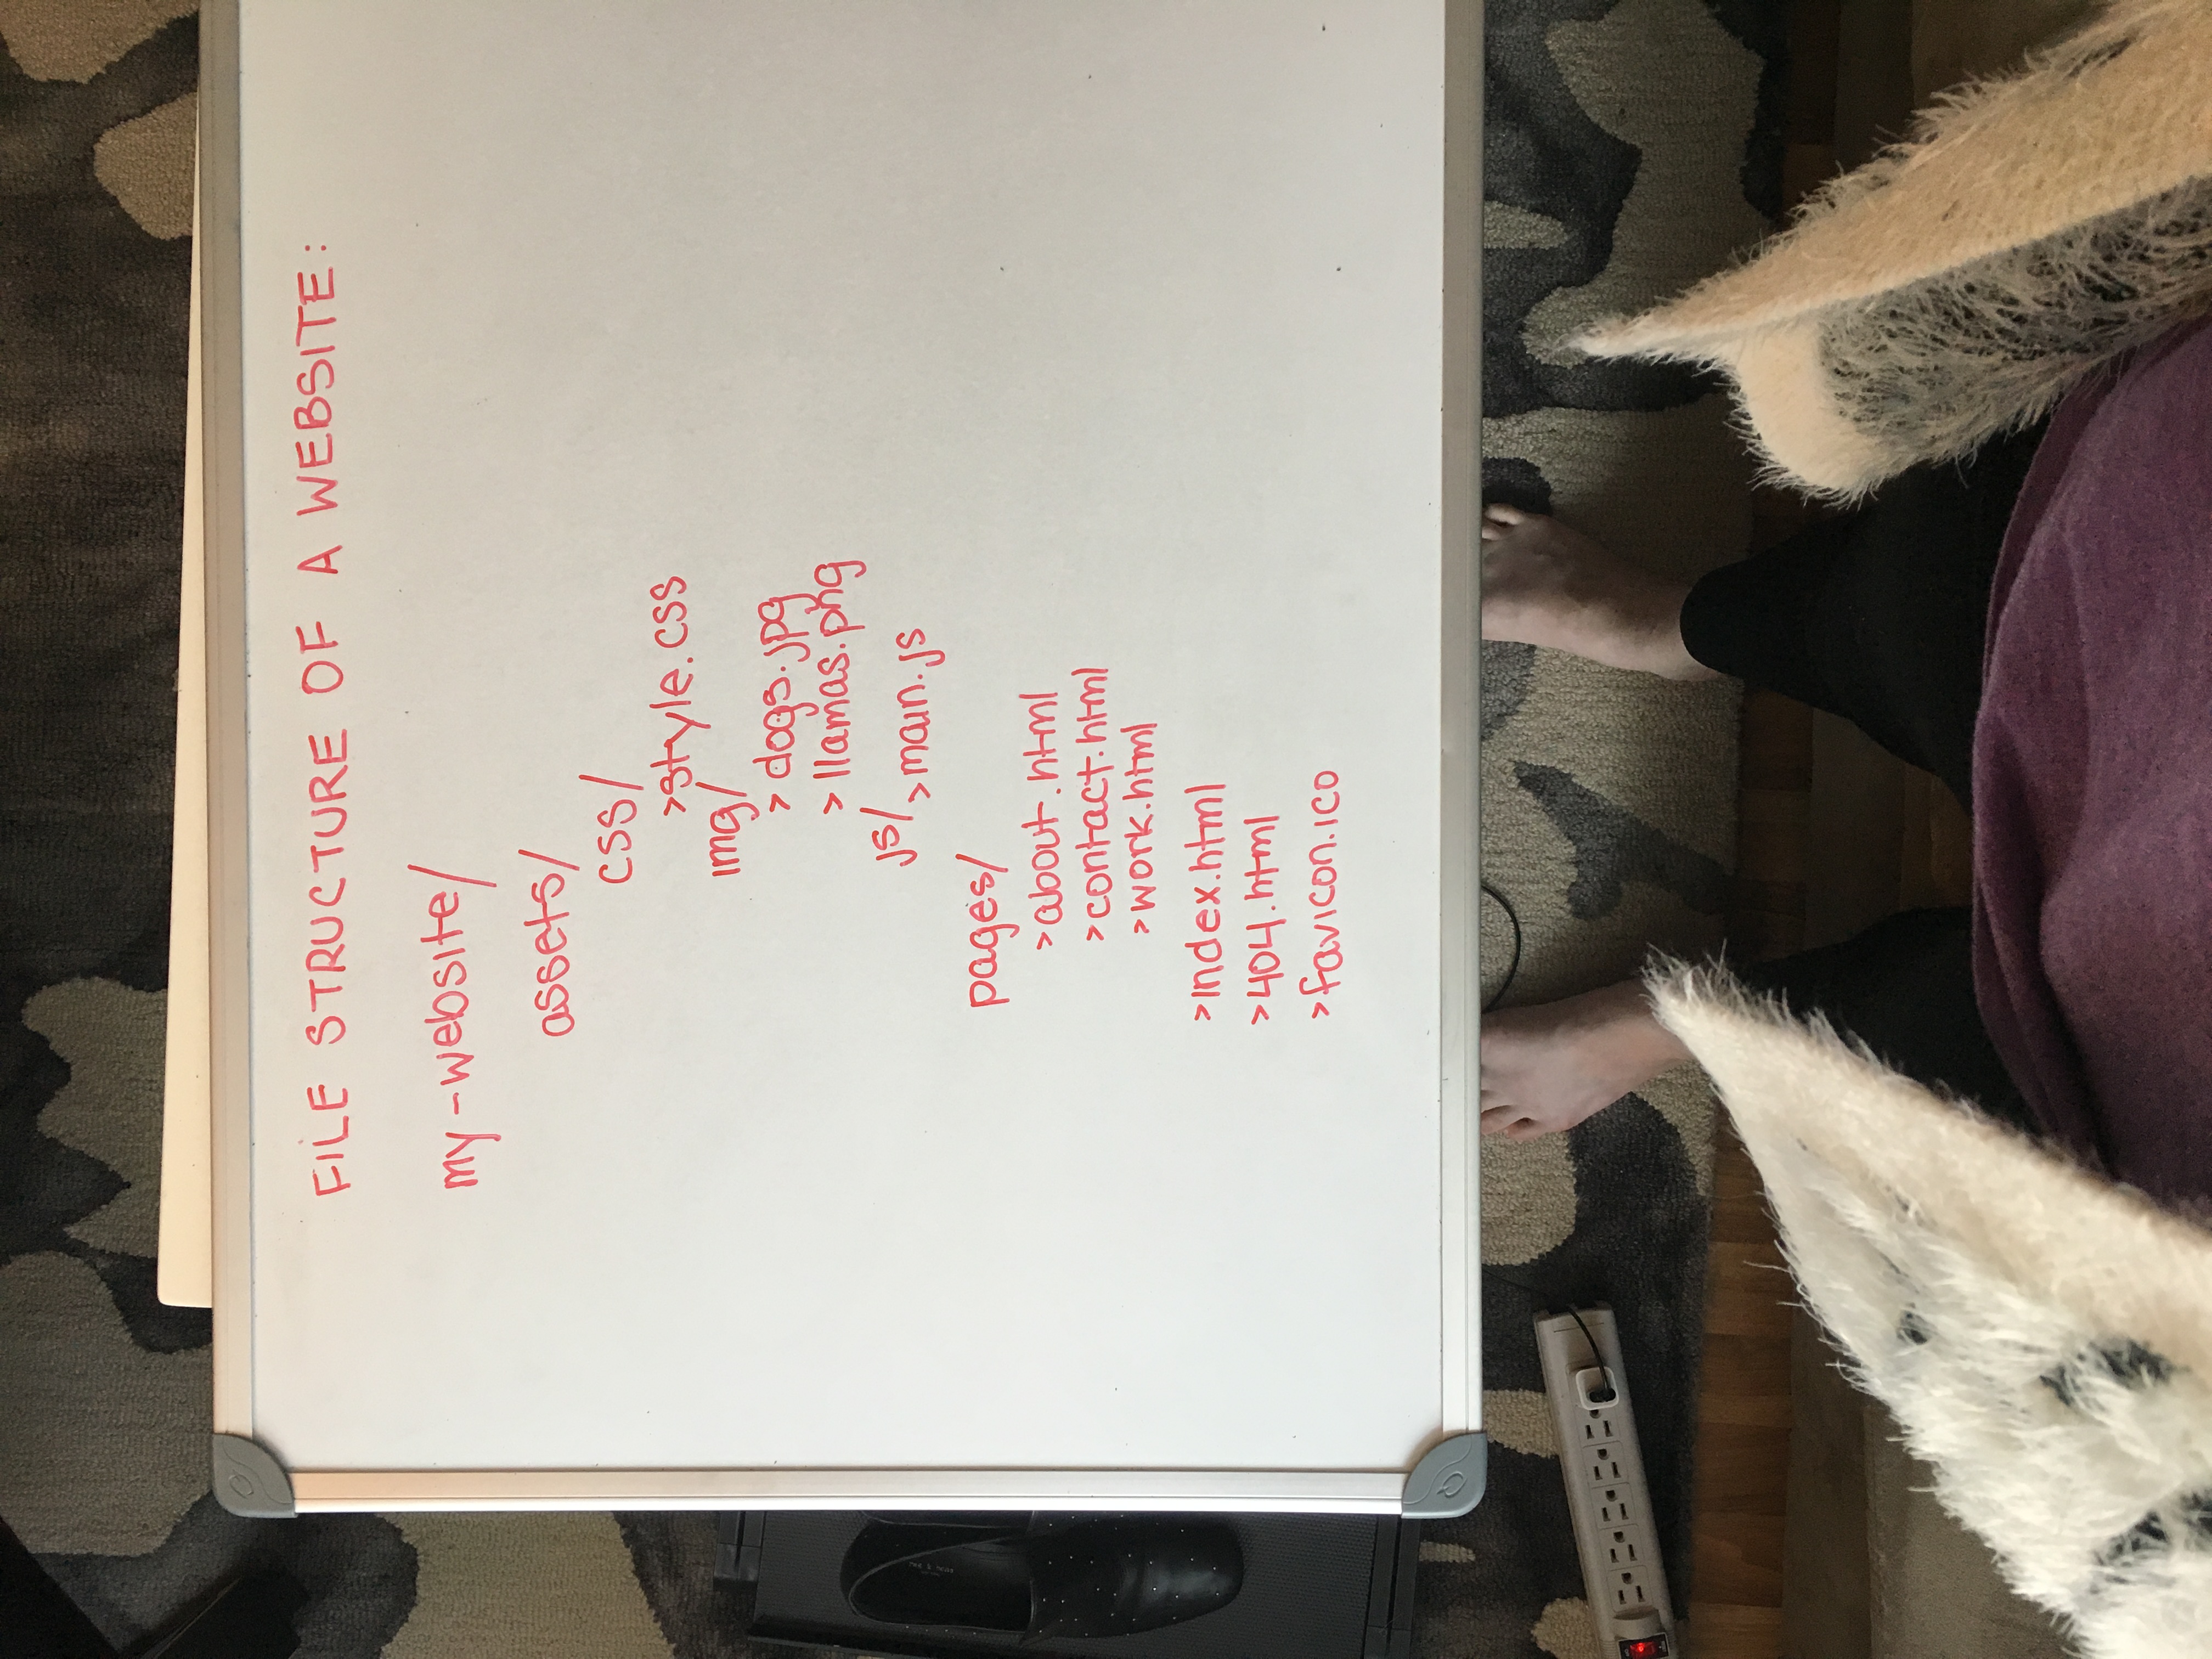 FILE STRUCTURE OF A WEBSITE:
my-website/
assets/
css/
>style.css
img/
> dogs.jpg
> llamas.png
js/
>main.js
pages/
>about.html
>contact.html
>work.html
>index.html
>404.html
>favicon.ico